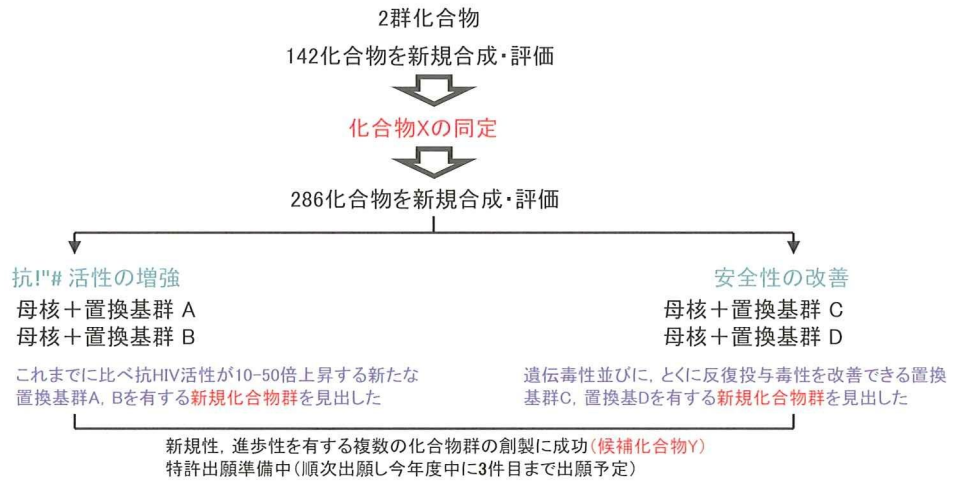 2群化合物
142化合物を新規合成・評価
化合物Xの同定
286化合物を新規合成・評価
抗!"# 活性の増強
母核＋置換基群 A
母核＋置換基群 B
これまでに比べ抗HIV活性が10-50倍上昇する新たな
置換基群A，Bを有する新規化合物群を見出した
安全性の改善
母核＋置換基群 C
母核＋置換基群 D
遺伝毒性並びに，とくに反復投与毒性を改善できる置換
基群C，置換基Dを有する新規化合物群を見出した
新規性，進歩性を有する複数の化合物群の創製に成功（候補化合物Y）
特許出願準備中（順次出願し今年度中に3件目まで出願予定）